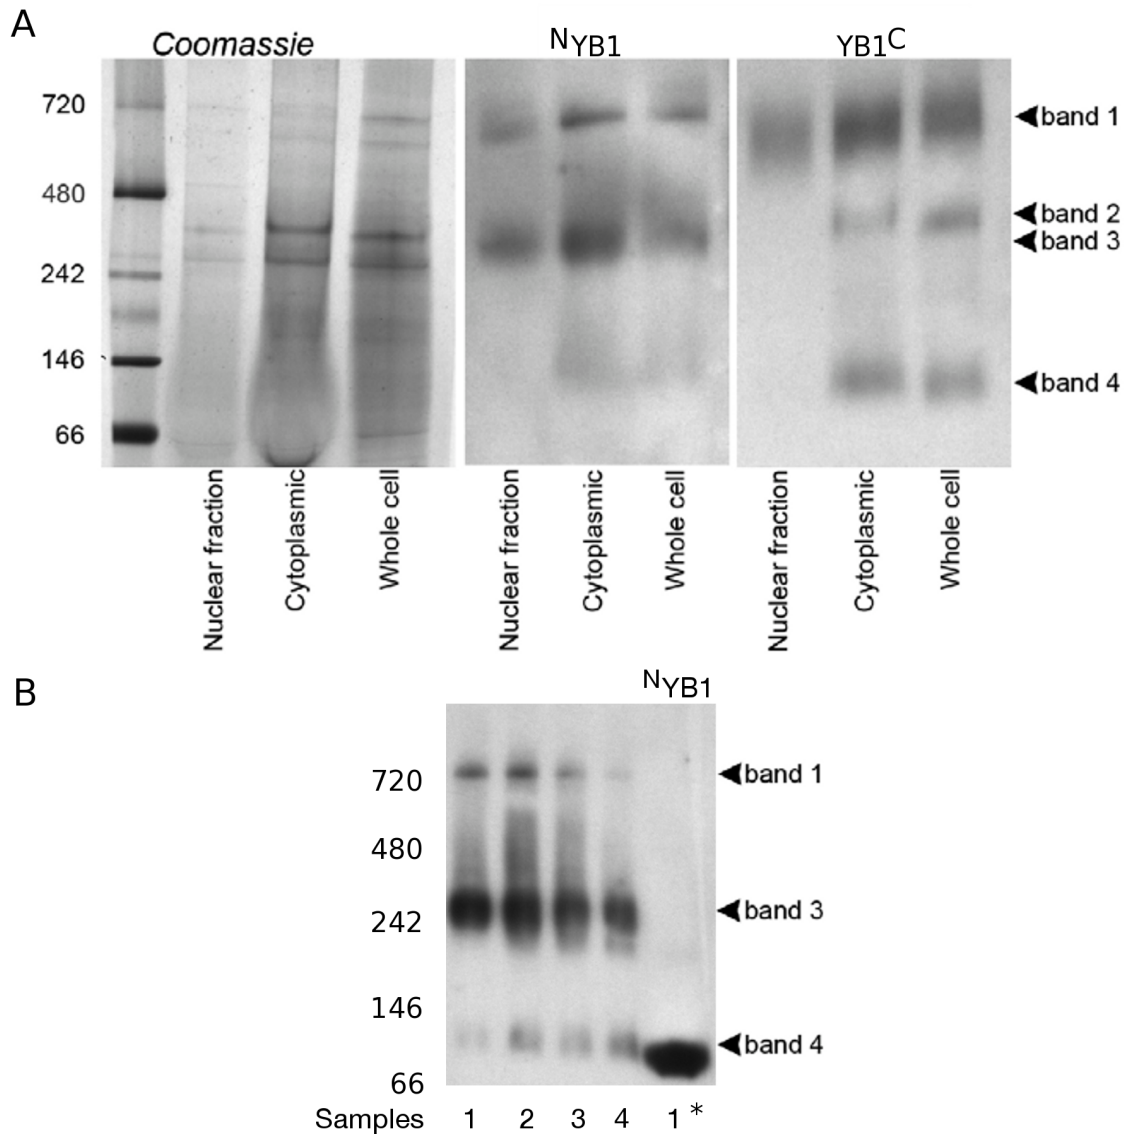 A
Coomassie
NYB1
YB1C
720
480
242
146
66
band 1
band 2
band 3
band 4
Nuclear fraction
Cytoplasmic
Whole cell
Nuclear fraction
Cytoplasmic
Whole cell
Nuclear fraction
Cytoplasmic
Whole cell
B
NYB1
720
480
242
146
66
band 1
band 3
band 4
Samples 1 2 3 4 1 *